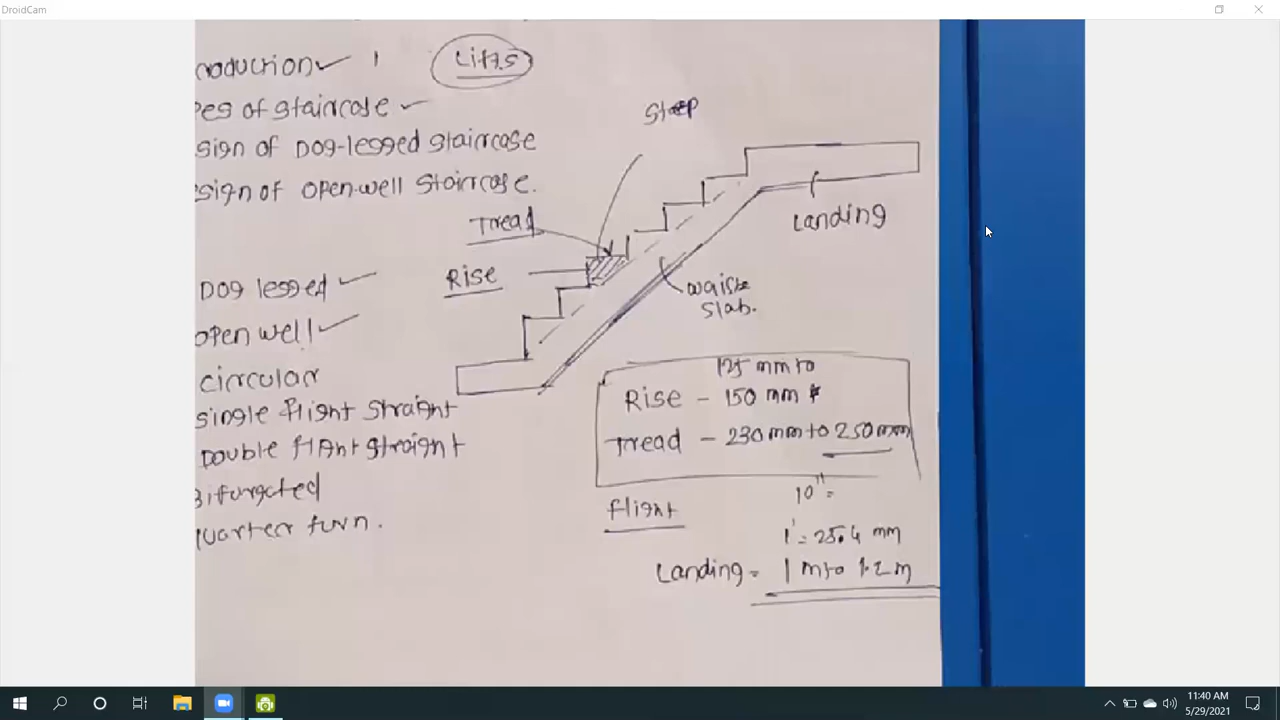 DroidCam
roduction ✓ 1
Lifts
pes of staircase ✓
sign of Dog-legged staircase
sign of open-well staircase.
Step
Tread
Rise
Landing
waist
slab.
Dog legged ✓
open well ✓
circular
single flight straight
Double flight straight
Bifurgated
quarter turn.
125 mm to
Rise - 150 mm
Tread - 230 mm to 250 mm
flight
10" =
1' = 25.4 mm
Landing = 1 m to 1.2 m
11:40 AM
5/29/2021